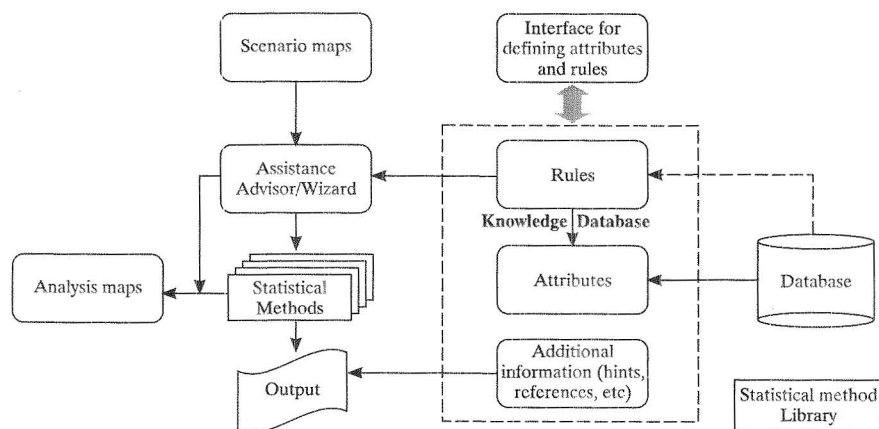 Scenario maps
Interface for
defining attributes
and rules
Assistance
Advisor/Wizard
Rules
Knowledge Database
Analysis maps
Statistical
Methods
Attributes
Database
Output
Additional
information (hints,
references, etc)
Statistical method
Library